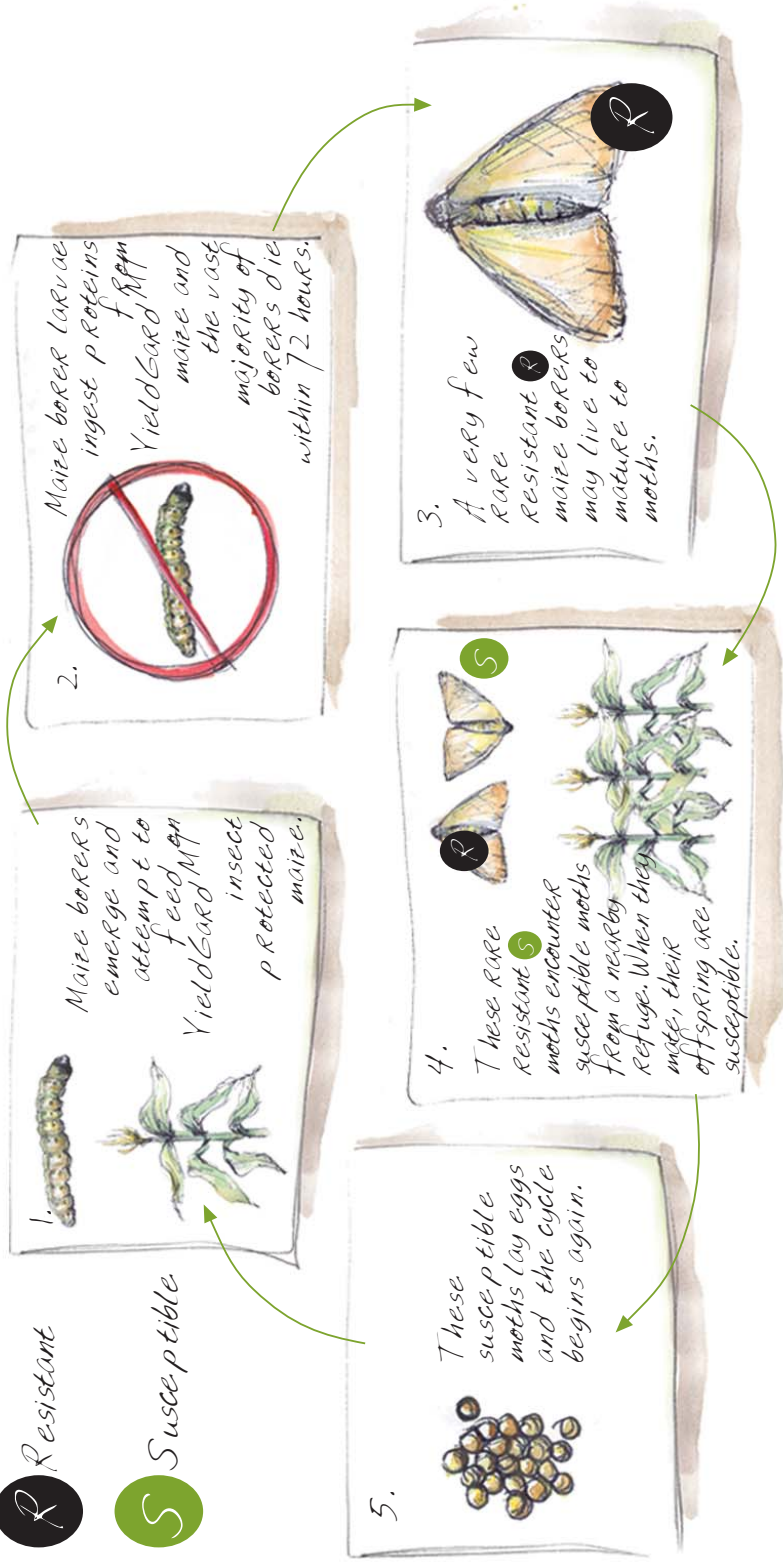 R Resistant
S Susceptible
1.
Maize borers
emerge and
attempt to
feed on
YieldGard M9n
insect
protected
maize.
2.
Maize borer larvae
ingest proteins
from
YieldGard M9n
maize and
the vast
majority of
borers die
within 72 hours.
3.
A very few
rare
resistant R
maize borers
may live to
mature to
moths.
R
4.
These rare
resistant S
moths encounter
susceptible moths
from a nearby
refuge. When they
mate, their
offspring are
susceptible.
R
S
5.
These
susceptible
moths lay eggs
and the cycle
begins again.